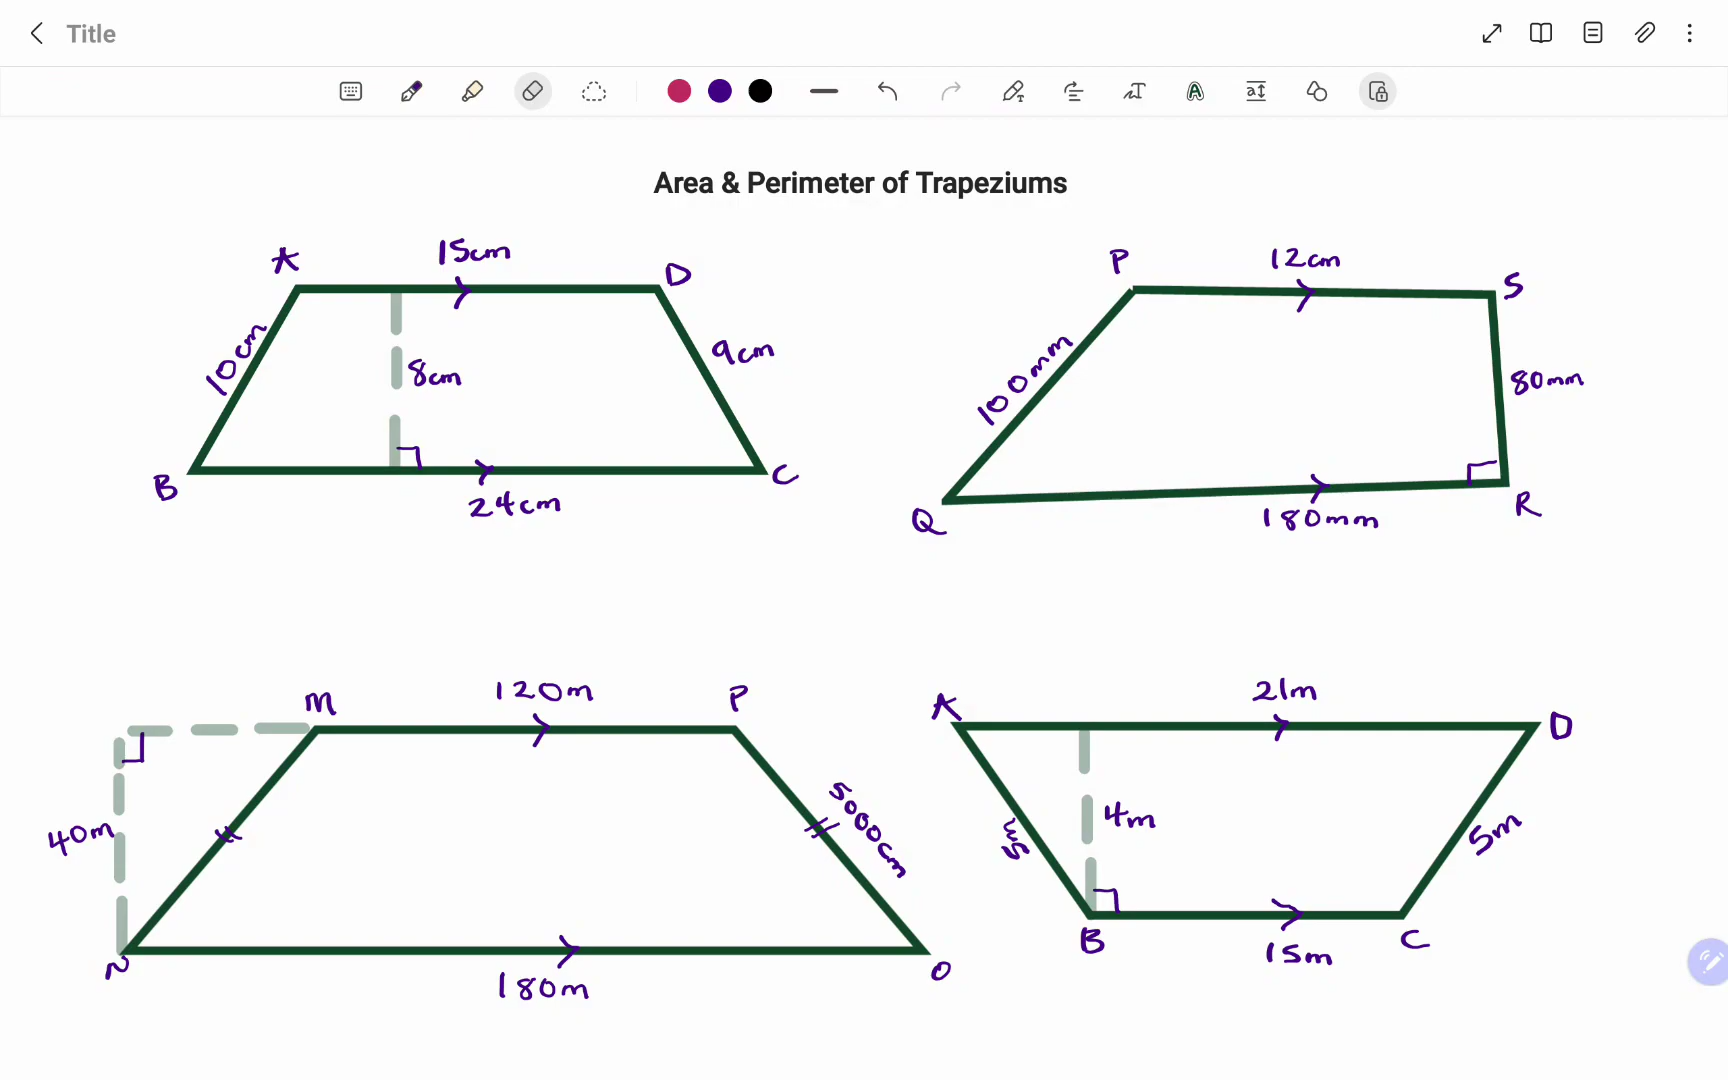 Title
Area & Perimeter of Trapeziums
A 15cm D
10cm 8cm 9cm
B 24cm C
P 12cm S
100mm 80mm
Q 180mm R
M 120m P
40m 5000cm
N 180m O
A 21m D
5m 4m 5m
B 15m C